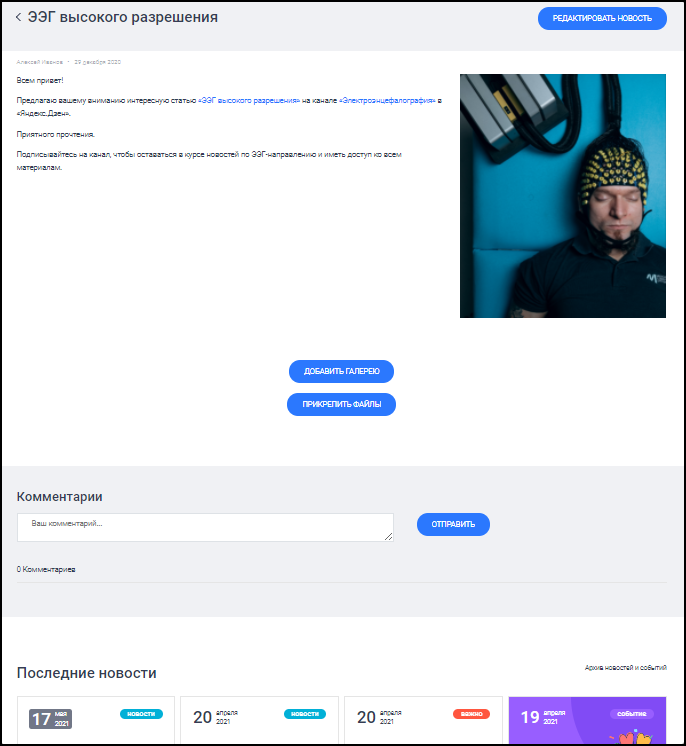 ЭЭГ высокого разрешения
РЕДАКТИРОВАТЬ НОВОСТЬ
29 декабря 2020
Всем привет!
Предлагаю вашему вниманию интересную статью «ЭЭГ высокого разрешения» на канале «Электроэнцефалография» в
«Яндекс.Дзен».
Приятного прочтения.
Подписывайтесь на канал, чтобы оставаться в курсе новостей по ЭЭГ-направлению и иметь доступ ко всем
материалам.
ДОБАВИТЬ ГАЛЕРЕЮ
ПРИКРЕПИТЬ ФАЙЛЫ
Комментарии
Ваш комментарий...
ОТПРАВИТЬ
0 Комментариев
Последние новости
Архив новостей и событий
17 мая 2021 новости
20 апреля 2021 новости
20 апреля 2021 важно
19 апреля 2021 событие